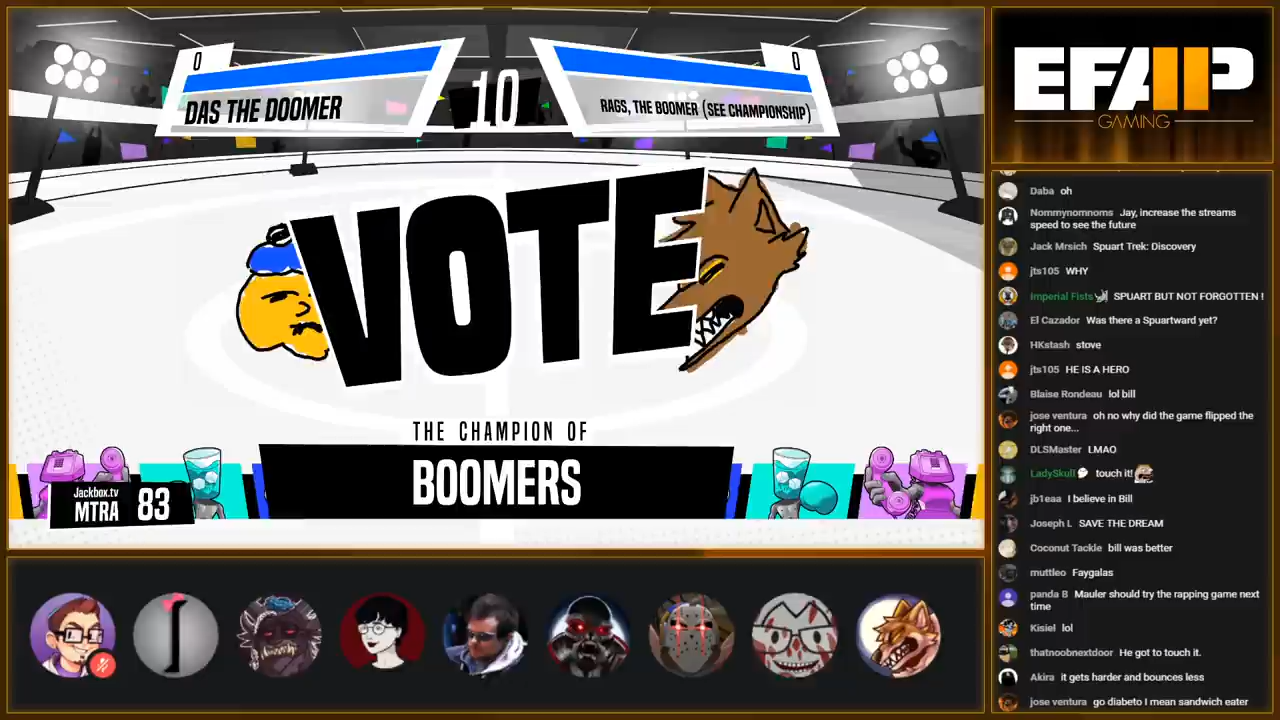 0
DAS THE DOOMER
10
0
RAGS, THE BOOMER (SEE CHAMPIONSHIP)
VOTE
THE CHAMPION OF
BOOMERS
Jackbox.tv
MTRA
83
EFAP
GAMING
Daba oh
Nommynomnoms Jay, increase the streams
speed to see the future
Jack Mrsich Spuart Trek: Discovery
jts105 WHY
Imperial Fists SPUART BUT NOT FORGOTTEN !
El Cazador Was there a Spuartward yet?
HKstash stove
jts105 HE IS A HERO
Blaise Rondeau lol bill
jose ventura oh no why did the game flipped the
right one...
DLSMaster LMAO
LadySkull touch it!
jb1eaa I believe in Bill
Joseph L SAVE THE DREAM
Coconut Tackle bill was better
muttleo Faygalas
panda B Mauler should try the rapping game next
time
Kisiel lol
thatnoobnextdoor He got to touch it.
Akira it gets harder and bounces less
jose ventura go diabeto I mean sandwich eater